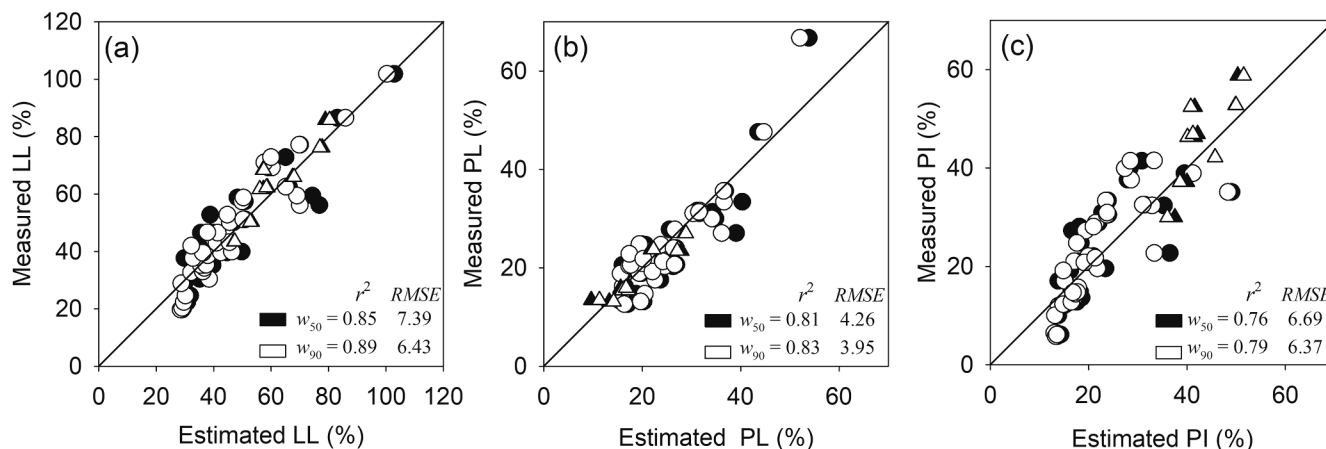 (a)
Measured LL (%)
120
100
80
60
40
20
0
0 20 40 60 80 100 120
Estimated LL (%)
r² RMSE
w₅₀ = 0.85 7.39
w₉₀ = 0.89 6.43
(b)
Measured PL (%)
60
40
20
0
0 20 40 60
Estimated PL (%)
r² RMSE
w₅₀ = 0.81 4.26
w₉₀ = 0.83 3.95
(c)
Measured PI (%)
60
40
20
0
0 20 40 60
Estimated PI (%)
r² RMSE
w₅₀ = 0.76 6.69
w₉₀ = 0.79 6.37